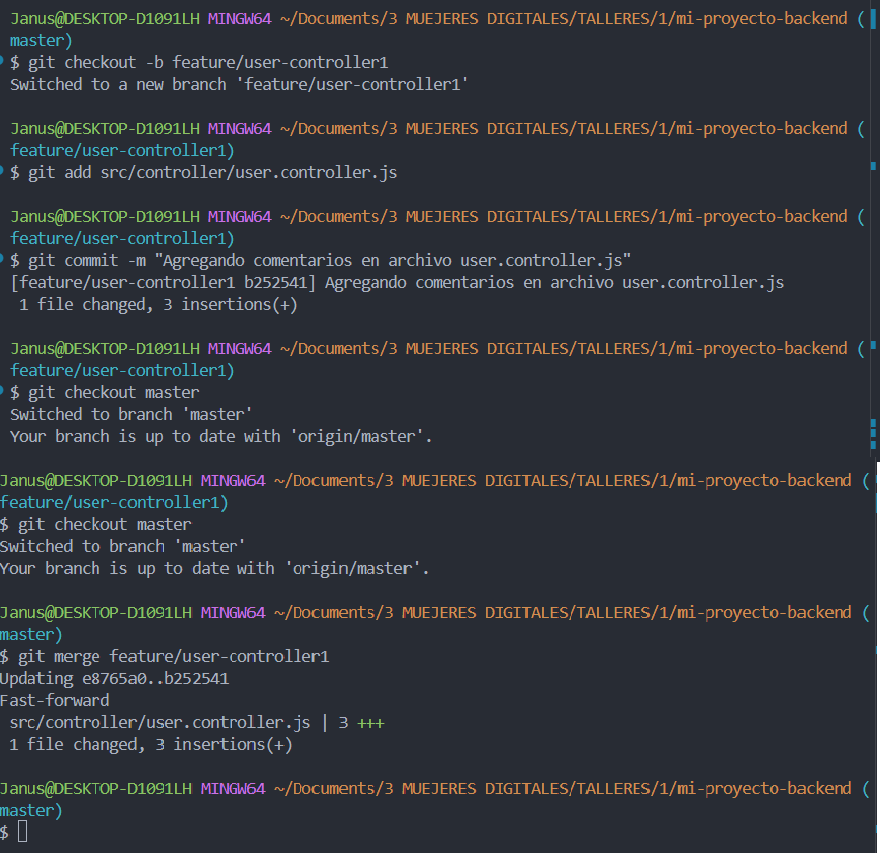 Janus@DESKTOP-D1091LH MINGW64 ~/Documents/3 MUEJERES DIGITALES/TALLERES/1/mi-proyecto-backend (
master)
$ git checkout -b feature/user-controller1
Switched to a new branch 'feature/user-controller1'
Janus@DESKTOP-D1091LH MINGW64 ~/Documents/3 MUEJERES DIGITALES/TALLERES/1/mi-proyecto-backend (
feature/user-controller1)
$ git add src/controller/user.controller.js
Janus@DESKTOP-D1091LH MINGW64 ~/Documents/3 MUEJERES DIGITALES/TALLERES/1/mi-proyecto-backend (
feature/user-controller1)
$ git commit -m "Agregando comentarios en archivo user.controller.js"
[feature/user-controller1 b252541] Agregando comentarios en archivo user.controller.js
 1 file changed, 3 insertions(+)
Janus@DESKTOP-D1091LH MINGW64 ~/Documents/3 MUEJERES DIGITALES/TALLERES/1/mi-proyecto-backend (
feature/user-controller1)
$ git checkout master
Switched to branch 'master'
Your branch is up to date with 'origin/master'.
Janus@DESKTOP-D1091LH MINGW64 ~/Documents/3 MUEJERES DIGITALES/TALLERES/1/mi-proyecto-backend (
feature/user-controller1)
$ git checkout master
Switched to branch 'master'
Your branch is up to date with 'origin/master'.
Janus@DESKTOP-D1091LH MINGW64 ~/Documents/3 MUEJERES DIGITALES/TALLERES/1/mi-proyecto-backend (
master)
$ git merge feature/user-controller1
Updating e8765a0..b252541
Fast-forward
 src/controller/user.controller.js | 3 +++
 1 file changed, 3 insertions(+)
Janus@DESKTOP-D1091LH MINGW64 ~/Documents/3 MUEJERES DIGITALES/TALLERES/1/mi-proyecto-backend (
master)
$